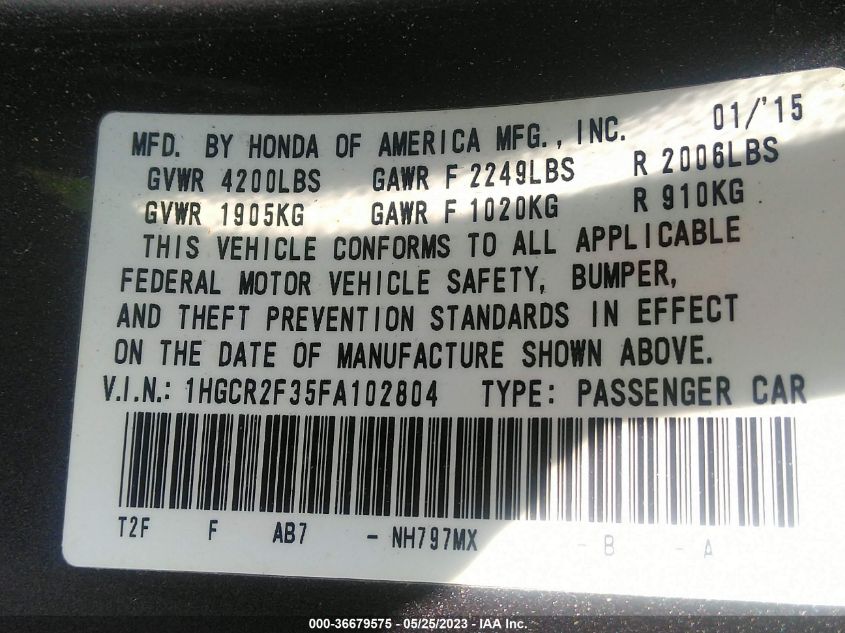 MFD. BY HONDA OF AMERICA MFG., INC. 01/'15
GVWR 4200LBS GAWR F 2249LBS R 2006LBS
GVWR 1905KG GAWR F 1020KG R 910KG
THIS VEHICLE CONFORMS TO ALL APPLICABLE
FEDERAL MOTOR VEHICLE SAFETY, BUMPER,
AND THEFT PREVENTION STANDARDS IN EFFECT
ON THE DATE OF MANUFACTURE SHOWN ABOVE.
V.I.N.: 1HGCR2F35FA102804 TYPE: PASSENGER CAR
T2F F AB7 - NH797MX - B - A
000-36679575 - 05/25/2023 - IAA Inc.